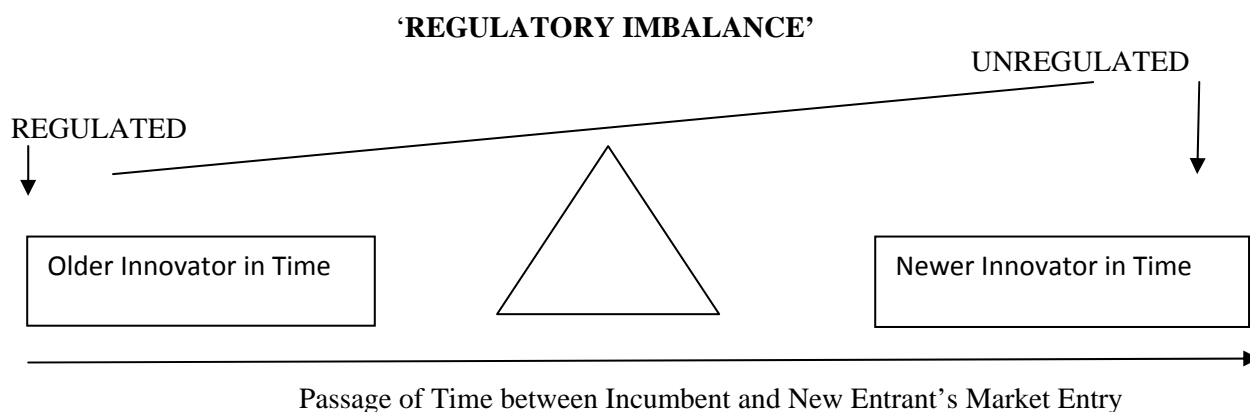 ‘REGULATORY IMBALANCE’
UNREGULATED
REGULATED
Older Innovator in Time
Newer Innovator in Time
Passage of Time between Incumbent and New Entrant’s Market Entry